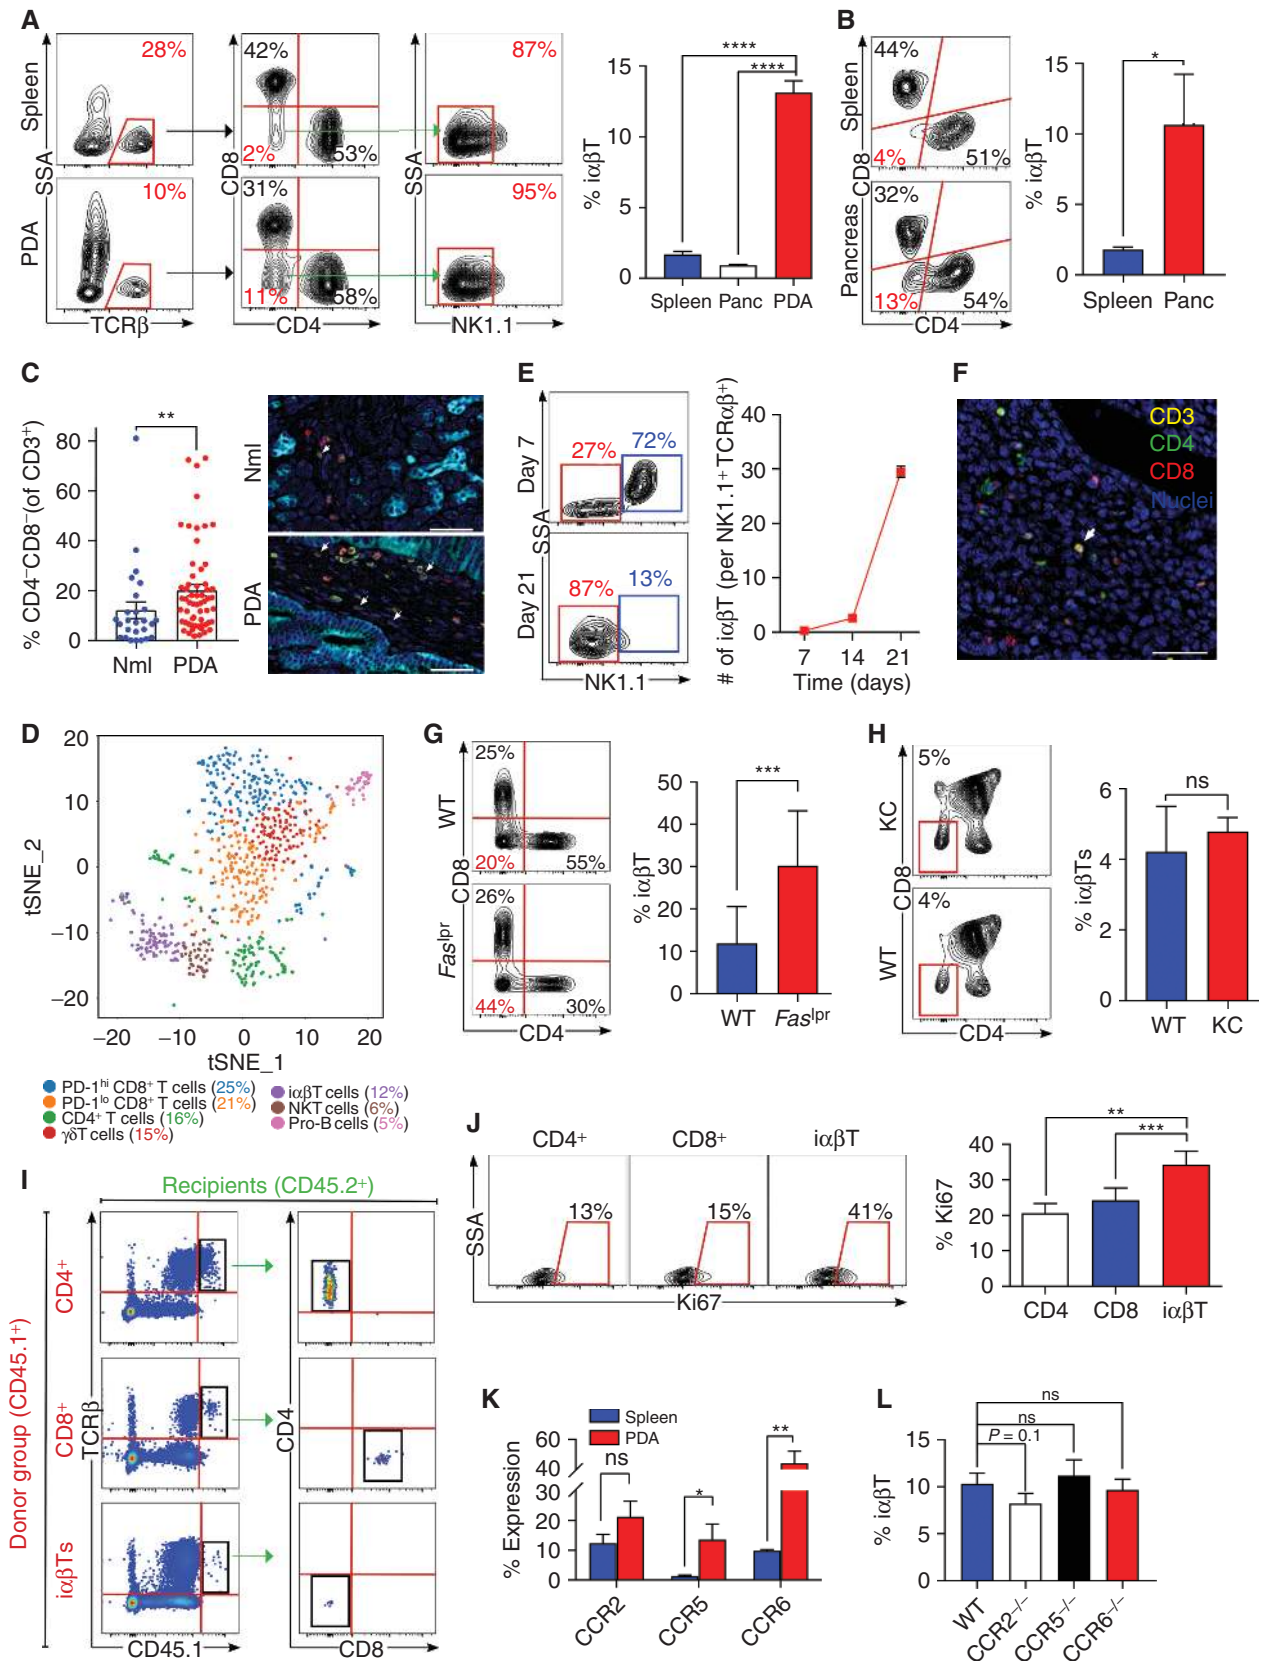 A
Spleen
SSA
28%
42%
CD8
2%
53%
SSA
87%
PDA
10%
31%
11%
58%
95%
TCRβ
CD4
NK1.1
% iαβT
15
10
5
0
****
****
Spleen
Panc
PDA
B
Spleen
44%
CD8
4%
51%
Pancreas
32%
13%
54%
CD4
% iαβT
15
10
5
0
*
Spleen
Panc
C
% CD4⁻CD8⁻(of CD3⁺)
80
60
40
20
0
**
Nml
PDA
Nml
PDA
E
Day 7
SSA
27%
72%
Day 21
87%
13%
NK1.1
# of iαβT (per NK1.1⁺TCRαβ⁺)
40
30
20
10
0
7
14
21
Time (days)
F
CD3
CD4
CD8
Nuclei
D
tSNE_2
20
10
0
−10
−20
−20
−10
0
10
20
tSNE_1
PD-1ʰⁱ CD8⁺ T cells (25%)
PD-1ˡᵒ CD8⁺ T cells (21%)
CD4⁺ T cells (16%)
γδT cells (15%)
iαβT cells (12%)
NKT cells (6%)
Pro-B cells (5%)
G
WT
25%
CD8
20%
55%
Fasˡᵖʳ
26%
44%
30%
CD4
% iαβT
50
40
30
20
10
0
***
WT
Fasˡᵖʳ
H
KC
5%
CD8
WT
4%
CD4
% iαβTs
6
4
2
0
ns
WT
KC
I
Recipients (CD45.2⁺)
Donor group (CD45.1⁺)
CD4⁺
CD8⁺
iαβTs
TCRβ
CD45.1
CD4
CD8
J
CD4⁺
CD8⁺
iαβT
SSA
13%
15%
41%
Ki67
% Ki67
40
30
20
10
0
**
***
CD4
CD8
iαβT
K
Spleen
PDA
% Expression
60
40
30
20
10
0
ns
*
**
CCR2
CCR5
CCR6
L
% iαβT
15
10
5
0
ns
ns
P = 0.1
WT
CCR2⁻/⁻
CCR5⁻/⁻
CCR6⁻/⁻